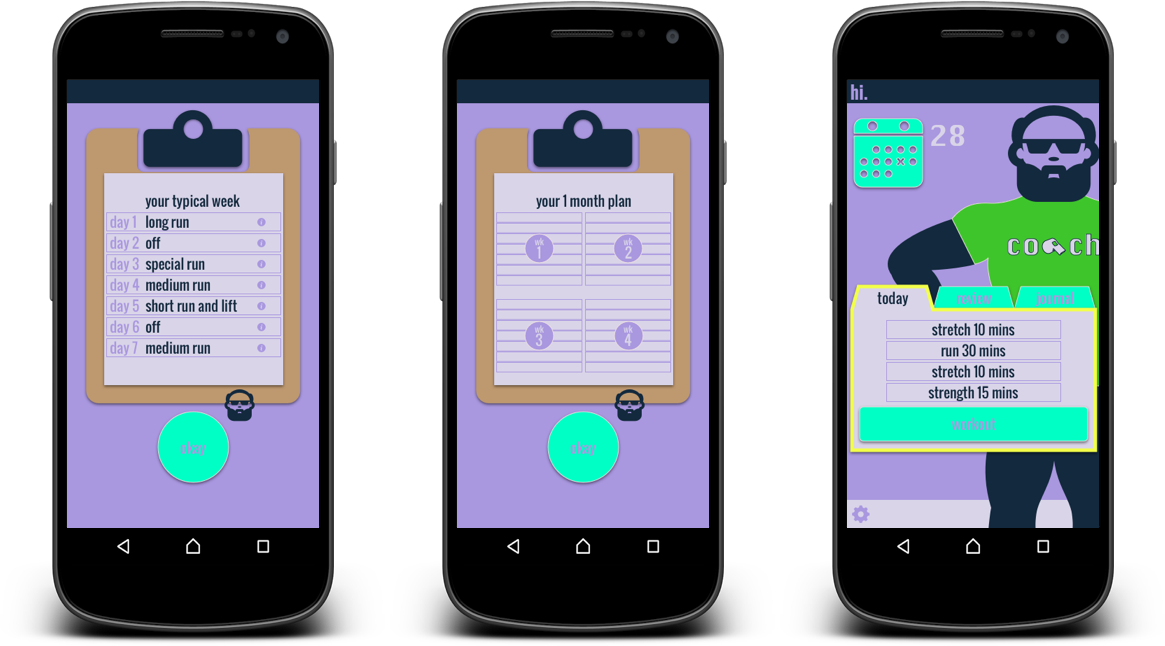 your typical week
day 1 long run
day 2 off
day 3 special run
day 4 medium run
day 5 short run and lift
day 6 off
day 7 medium run
okay
your 1 month plan
wk
1
wk
2
wk
3
wk
4
okay
hi.
28
coach
today review journal
stretch 10 mins
run 30 mins
stretch 10 mins
strength 15 mins
workout